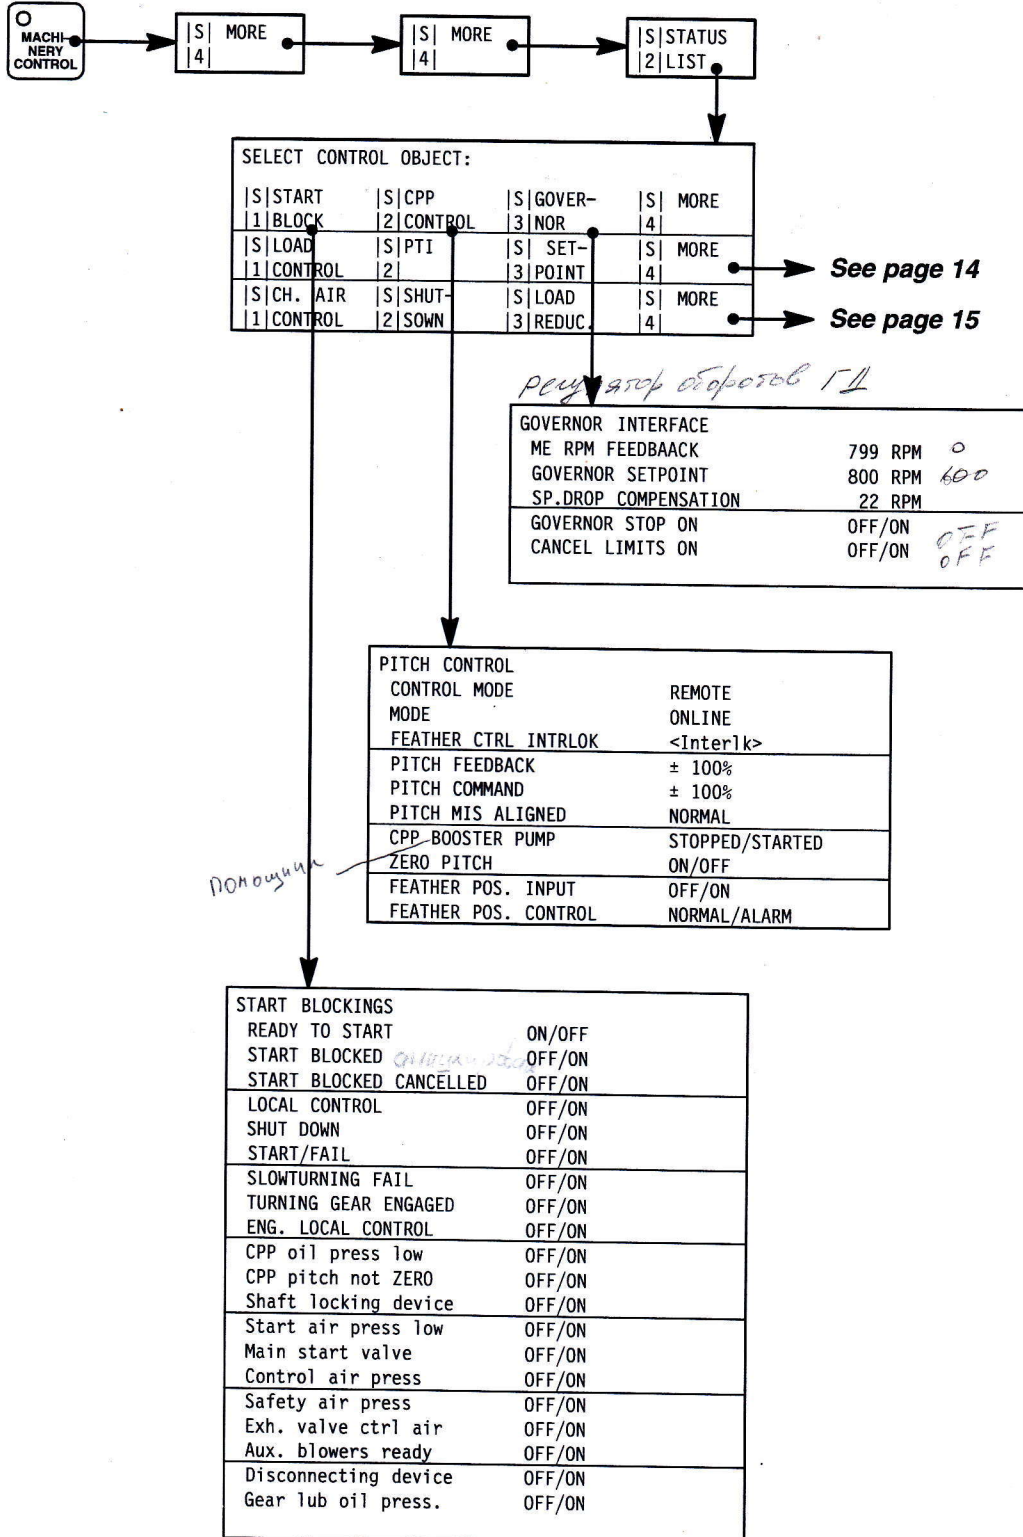 MACHI-
NERY
CONTROL
|S| MORE
|4|
|S| MORE
|4|
|S|STATUS
|2|LIST
SELECT CONTROL OBJECT:
|S|START |S|CPP |S|GOVER- |S| MORE
|1|BLOCK |2|CONTROL |3|NOR |4|
|S|LOAD |S|PTI |S| SET- |S| MORE
|1|CONTROL |2| |3|POINT |4| See page 14
|S|CH. AIR |S|SHUT- |S|LOAD |S| MORE
|1|CONTROL |2|SOWN |3|REDUC. |4| See page 15
регулятор оборотов ГД
GOVERNOR INTERFACE
ME RPM FEEDBAACK 799 RPM 0
GOVERNOR SETPOINT 800 RPM 600
SP.DROP COMPENSATION 22 RPM
GOVERNOR STOP ON OFF/ON OFF
CANCEL LIMITS ON OFF/ON OFF
PITCH CONTROL
CONTROL MODE REMOTE
MODE ONLINE
FEATHER CTRL INTRLOK <Interlk>
PITCH FEEDBACK ± 100%
PITCH COMMAND ± 100%
PITCH MIS ALIGNED NORMAL
CPP BOOSTER PUMP STOPPED/STARTED
ZERO PITCH ON/OFF
помощник
FEATHER POS. INPUT OFF/ON
FEATHER POS. CONTROL NORMAL/ALARM
START BLOCKINGS
READY TO START ON/OFF
START BLOCKED OFF/ON
START BLOCKED CANCELLED OFF/ON
LOCAL CONTROL OFF/ON
SHUT DOWN OFF/ON
START/FAIL OFF/ON
SLOWTURNING FAIL OFF/ON
TURNING GEAR ENGAGED OFF/ON
ENG. LOCAL CONTROL OFF/ON
CPP oil press low OFF/ON
CPP pitch not ZERO OFF/ON
Shaft locking device OFF/ON
Start air press low OFF/ON
Main start valve OFF/ON
Control air press OFF/ON
Safety air press OFF/ON
Exh. valve ctrl air OFF/ON
Aux. blowers ready OFF/ON
Disconnecting device OFF/ON
Gear lub oil press. OFF/ON